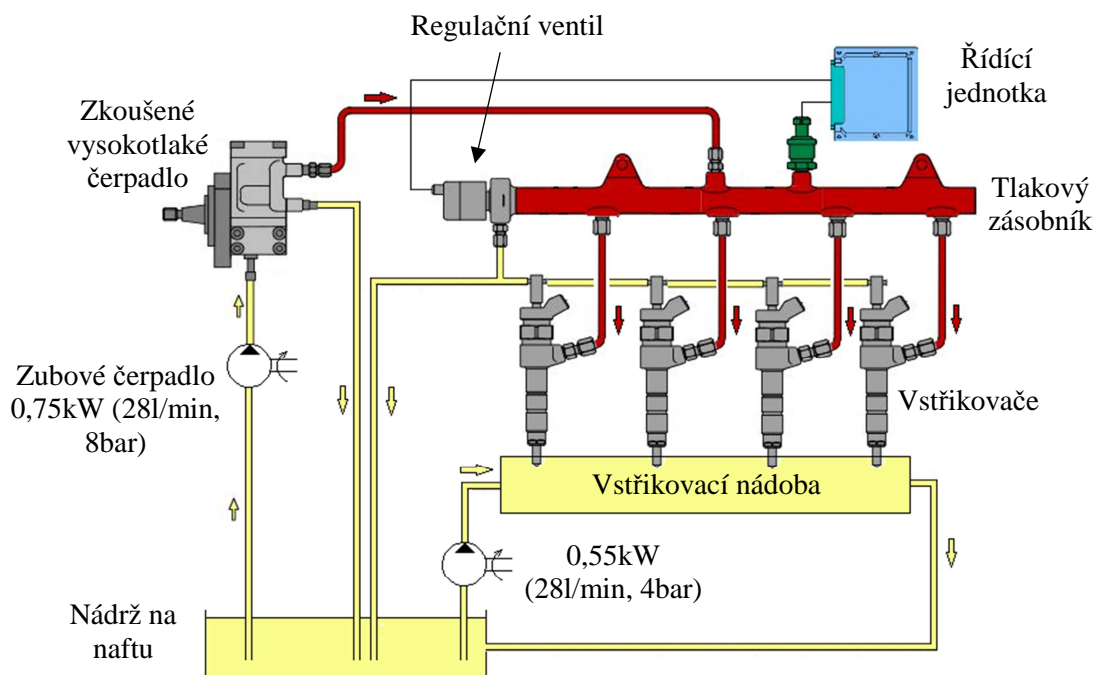 Regulační ventil
Řídící
jednotka
Zkoušené
vysokotlaké
čerpadlo
Tlakový
zásobník
Zubové čerpadlo
0,75kW (28l/min,
8bar)
Vstřikovače
Vstřikovací nádoba
0,55kW
(28l/min, 4bar)
Nádrž na
naftu